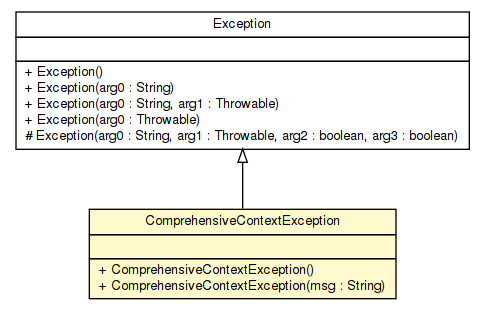 Exception
+ Exception()
+ Exception(arg0 : String)
+ Exception(arg0 : String, arg1 : Throwable)
+ Exception(arg0 : Throwable)
# Exception(arg0 : String, arg1 : Throwable, arg2 : boolean, arg3 : boolean)
ComprehensiveContextException
+ ComprehensiveContextException()
+ ComprehensiveContextException(msg : String)